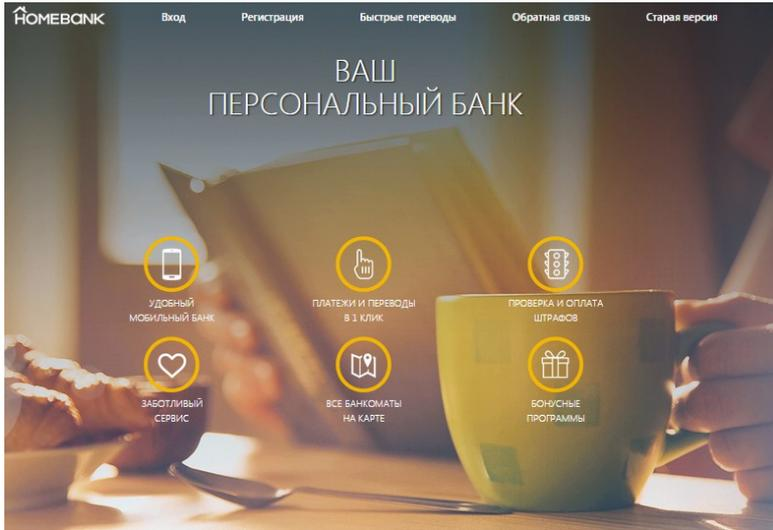 HOMEBANK
Вход
Регистрация
Быстрые переводы
Обратная связь
Старая версия
ВАШ
ПЕРСОНАЛЬНЫЙ БАНК
УДОБНЫЙ
МОБИЛЬНЫЙ БАНК
ПЛАТЕЖИ И ПЕРЕВОДЫ
В 1 КЛИК
ПРОВЕРКА И ОПЛАТА
ШТРАФОВ
ЗАБОТЛИВЫЙ
СЕРВИС
ВСЕ БАНКОМАТЫ
НА КАРТЕ
БОНУСНЫЕ
ПРОГРАММЫ